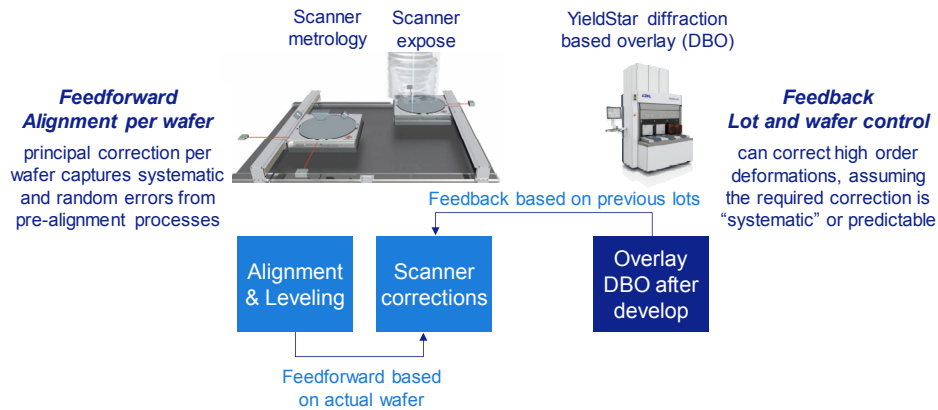 Scanner
metrology
Scanner
expose
YieldStar diffraction
based overlay (DBO)
Feedforward
Alignment per wafer
principal correction per
wafer captures systematic
and random errors from
pre-alignment processes
Feedback
Lot and wafer control
can correct high order
deformations, assuming
the required correction is
“systematic” or predictable
ASML
Feedback based on previous lots
Alignment
& Leveling
Scanner
corrections
Overlay
DBO after
develop
Feedforward based
on actual wafer